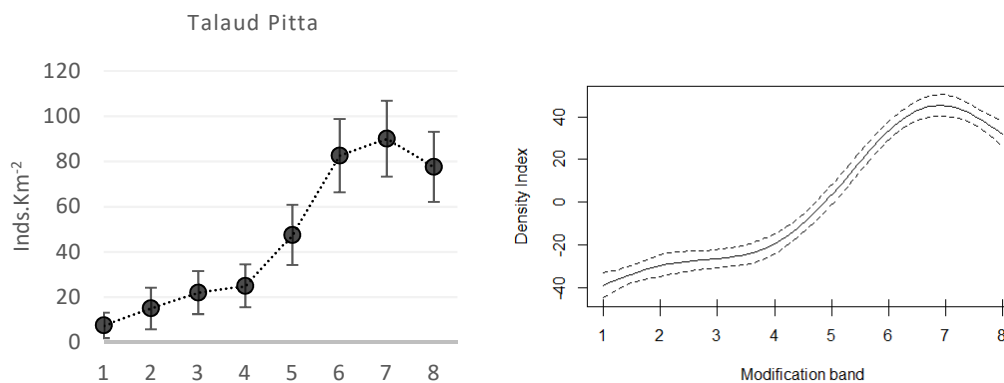 Talaud Pitta
Inds.Km-2
120
100
80
60
40
20
0
1 2 3 4 5 6 7 8
Density Index
40
20
0
-20
-40
1 2 3 4 5 6 7 8
Modification band